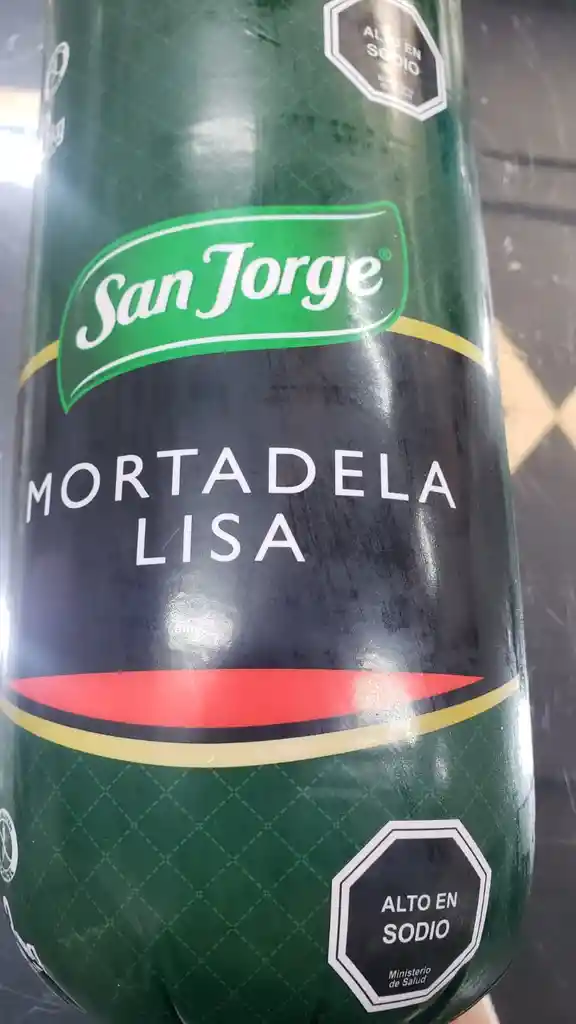 ALTO EN
SODIO
San Jorge®
MORTADELA
LISA
ALTO EN
SODIO
Ministerio
de Salud